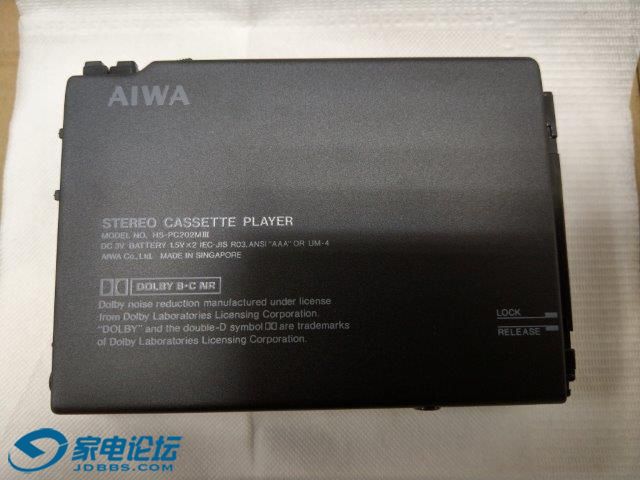 AIWA
STEREO CASSETTE PLAYER
MODEL NO. HS-PC202MIII
DC 3V BATTERY 1.5V×2 IEC-JIS R03, ANSI "AAA" OR UM-4
AIWA Co., Ltd. MADE IN SINGAPORE
DOLBY B·C NR
Dolby noise reduction manufactured under license
from Dolby Laboratories Licensing Corporation.
"DOLBY" and the double-D symbol are trademarks
of Dolby Laboratories Licensing Corporation.
LOCK
RELEASE
家电论坛
JDBBS.COM